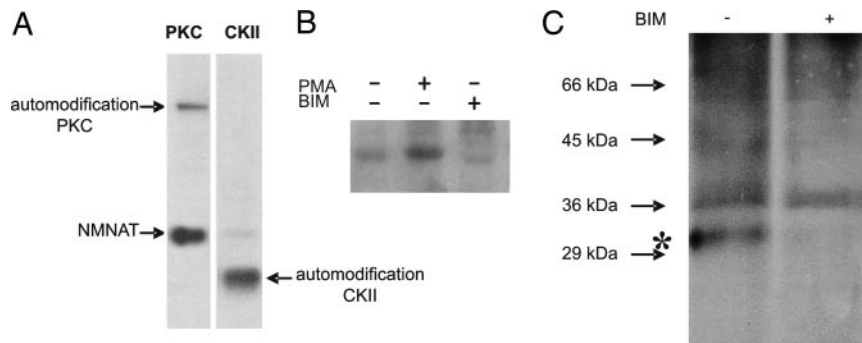 A
PKC CKII
automodification
PKC
NMNAT
automodification
CKII
B
PMA - + -
BIM - - +
C
BIM - +
66 kDa
45 kDa
36 kDa
*
29 kDa